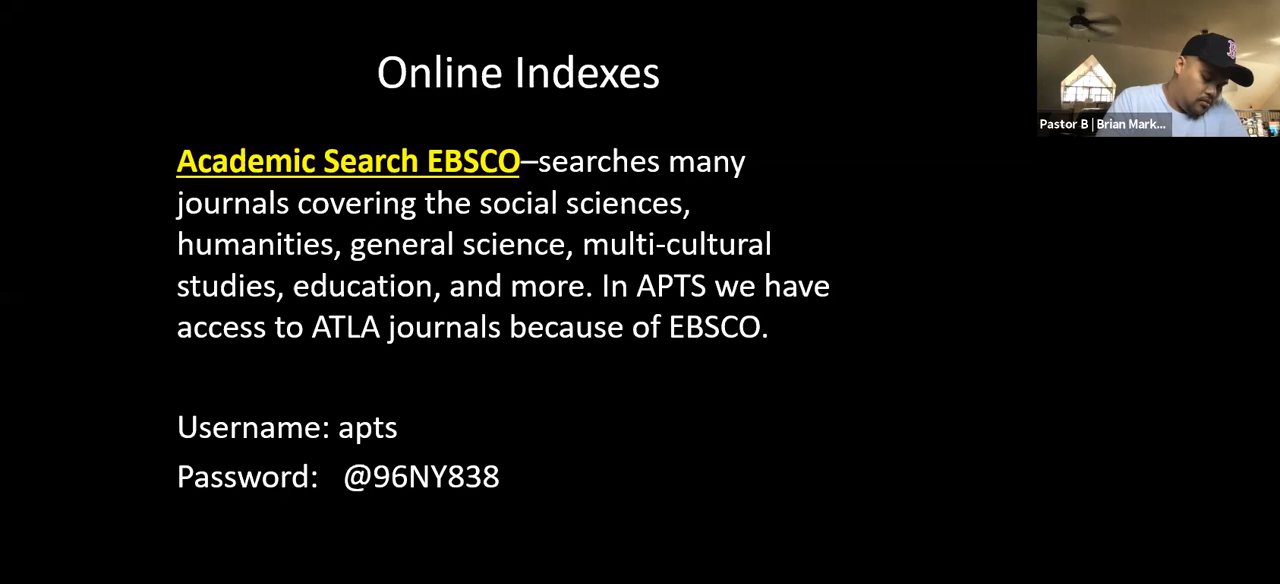 Online Indexes
Academic Search EBSCO–searches many
journals covering the social sciences,
humanities, general science, multi-cultural
studies, education, and more. In APTS we have
access to ATLA journals because of EBSCO.
Username: apts
Password: @96NY838
Pastor B | Brian Mark...